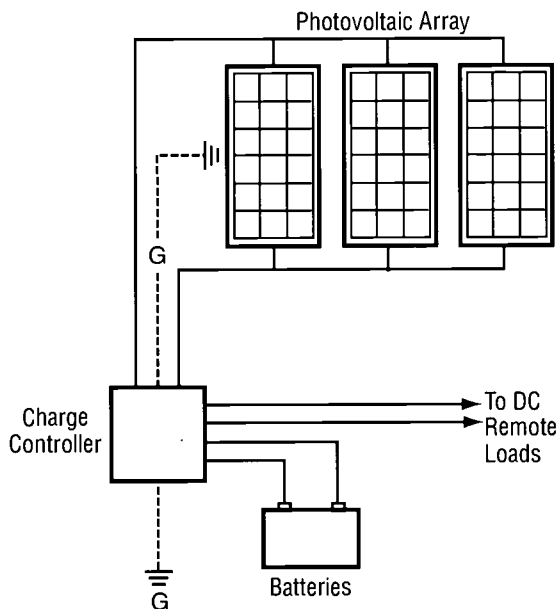 Photovoltaic Array
G
Charge
Controller
To DC
Remote
Loads
Batteries
G